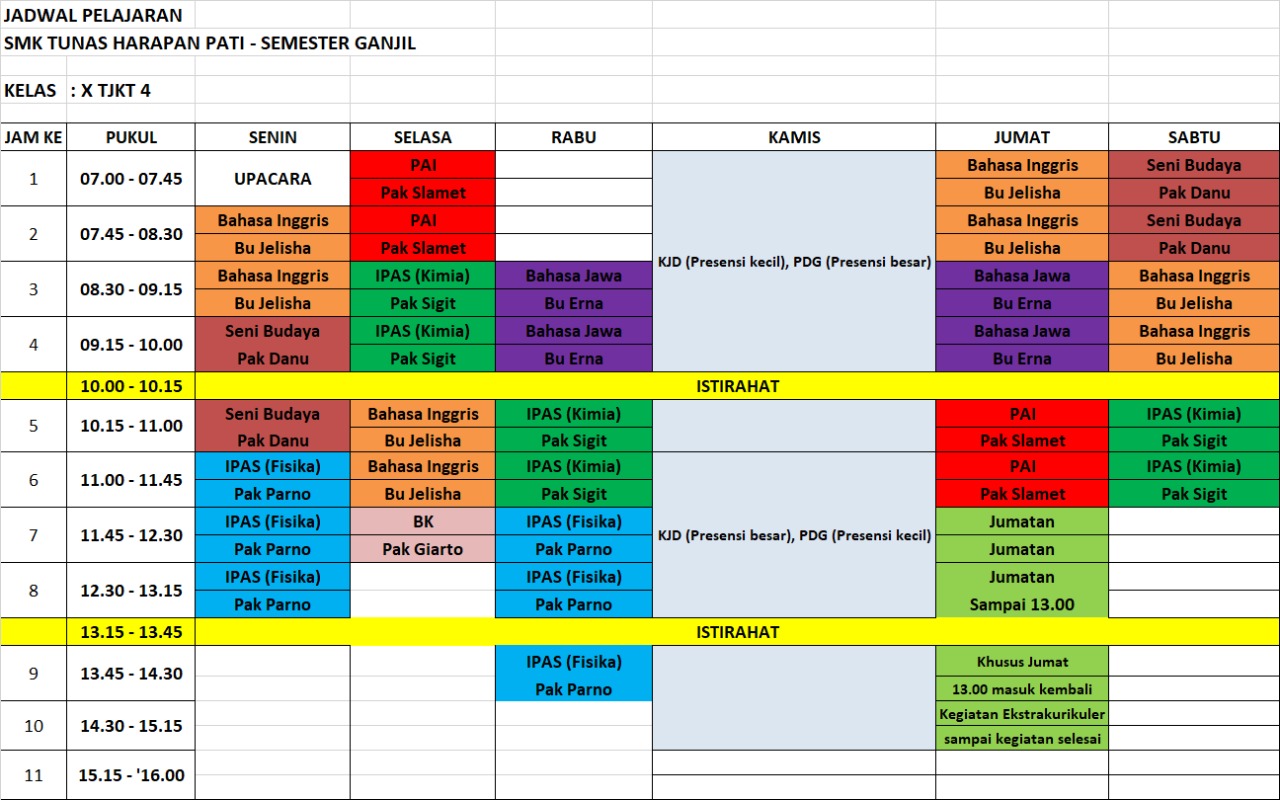 JADWAL PELAJARAN
SMK TUNAS HARAPAN PATI - SEMESTER GANJIL
KELAS : X TJKT 4
JAM KE PUKUL SENIN SELASA RABU KAMIS JUMAT SABTU
1 07.00 - 07.45 UPACARA PAI Bahasa Inggris Seni Budaya
Pak Slamet Bu Jelisha Pak Danu
2 07.45 - 08.30 Bahasa Inggris PAI Bahasa Inggris Seni Budaya
Bu Jelisha Pak Slamet Bu Jelisha Pak Danu
KJD (Presensi kecil), PDG (Presensi besar)
3 08.30 - 09.15 Bahasa Inggris IPAS (Kimia) Bahasa Jawa Bahasa Jawa Bahasa Inggris
Bu Jelisha Pak Sigit Bu Erna Bu Erna Bu Jelisha
4 09.15 - 10.00 Seni Budaya IPAS (Kimia) Bahasa Jawa Bahasa Jawa Bahasa Inggris
Pak Danu Pak Sigit Bu Erna Bu Erna Bu Jelisha
10.00 - 10.15 ISTIRAHAT
5 10.15 - 11.00 Seni Budaya Bahasa Inggris IPAS (Kimia) PAI IPAS (Kimia)
Pak Danu Bu Jelisha Pak Sigit Pak Slamet Pak Sigit
6 11.00 - 11.45 IPAS (Fisika) Bahasa Inggris IPAS (Kimia) PAI IPAS (Kimia)
Pak Parno Bu Jelisha Pak Sigit Pak Slamet Pak Sigit
7 11.45 - 12.30 IPAS (Fisika) BK IPAS (Fisika) KJD (Presensi besar), PDG (Presensi kecil) Jumatan
Pak Parno Pak Giarto Pak Parno Jumatan
8 12.30 - 13.15 IPAS (Fisika) IPAS (Fisika) Jumatan
Pak Parno Pak Parno Sampai 13.00
13.15 - 13.45 ISTIRAHAT
9 13.45 - 14.30 IPAS (Fisika) Khusus Jumat
Pak Parno 13.00 masuk kembali
10 14.30 - 15.15 Kegiatan Ekstrakurikuler
sampai kegiatan selesai
11 15.15 - '16.00